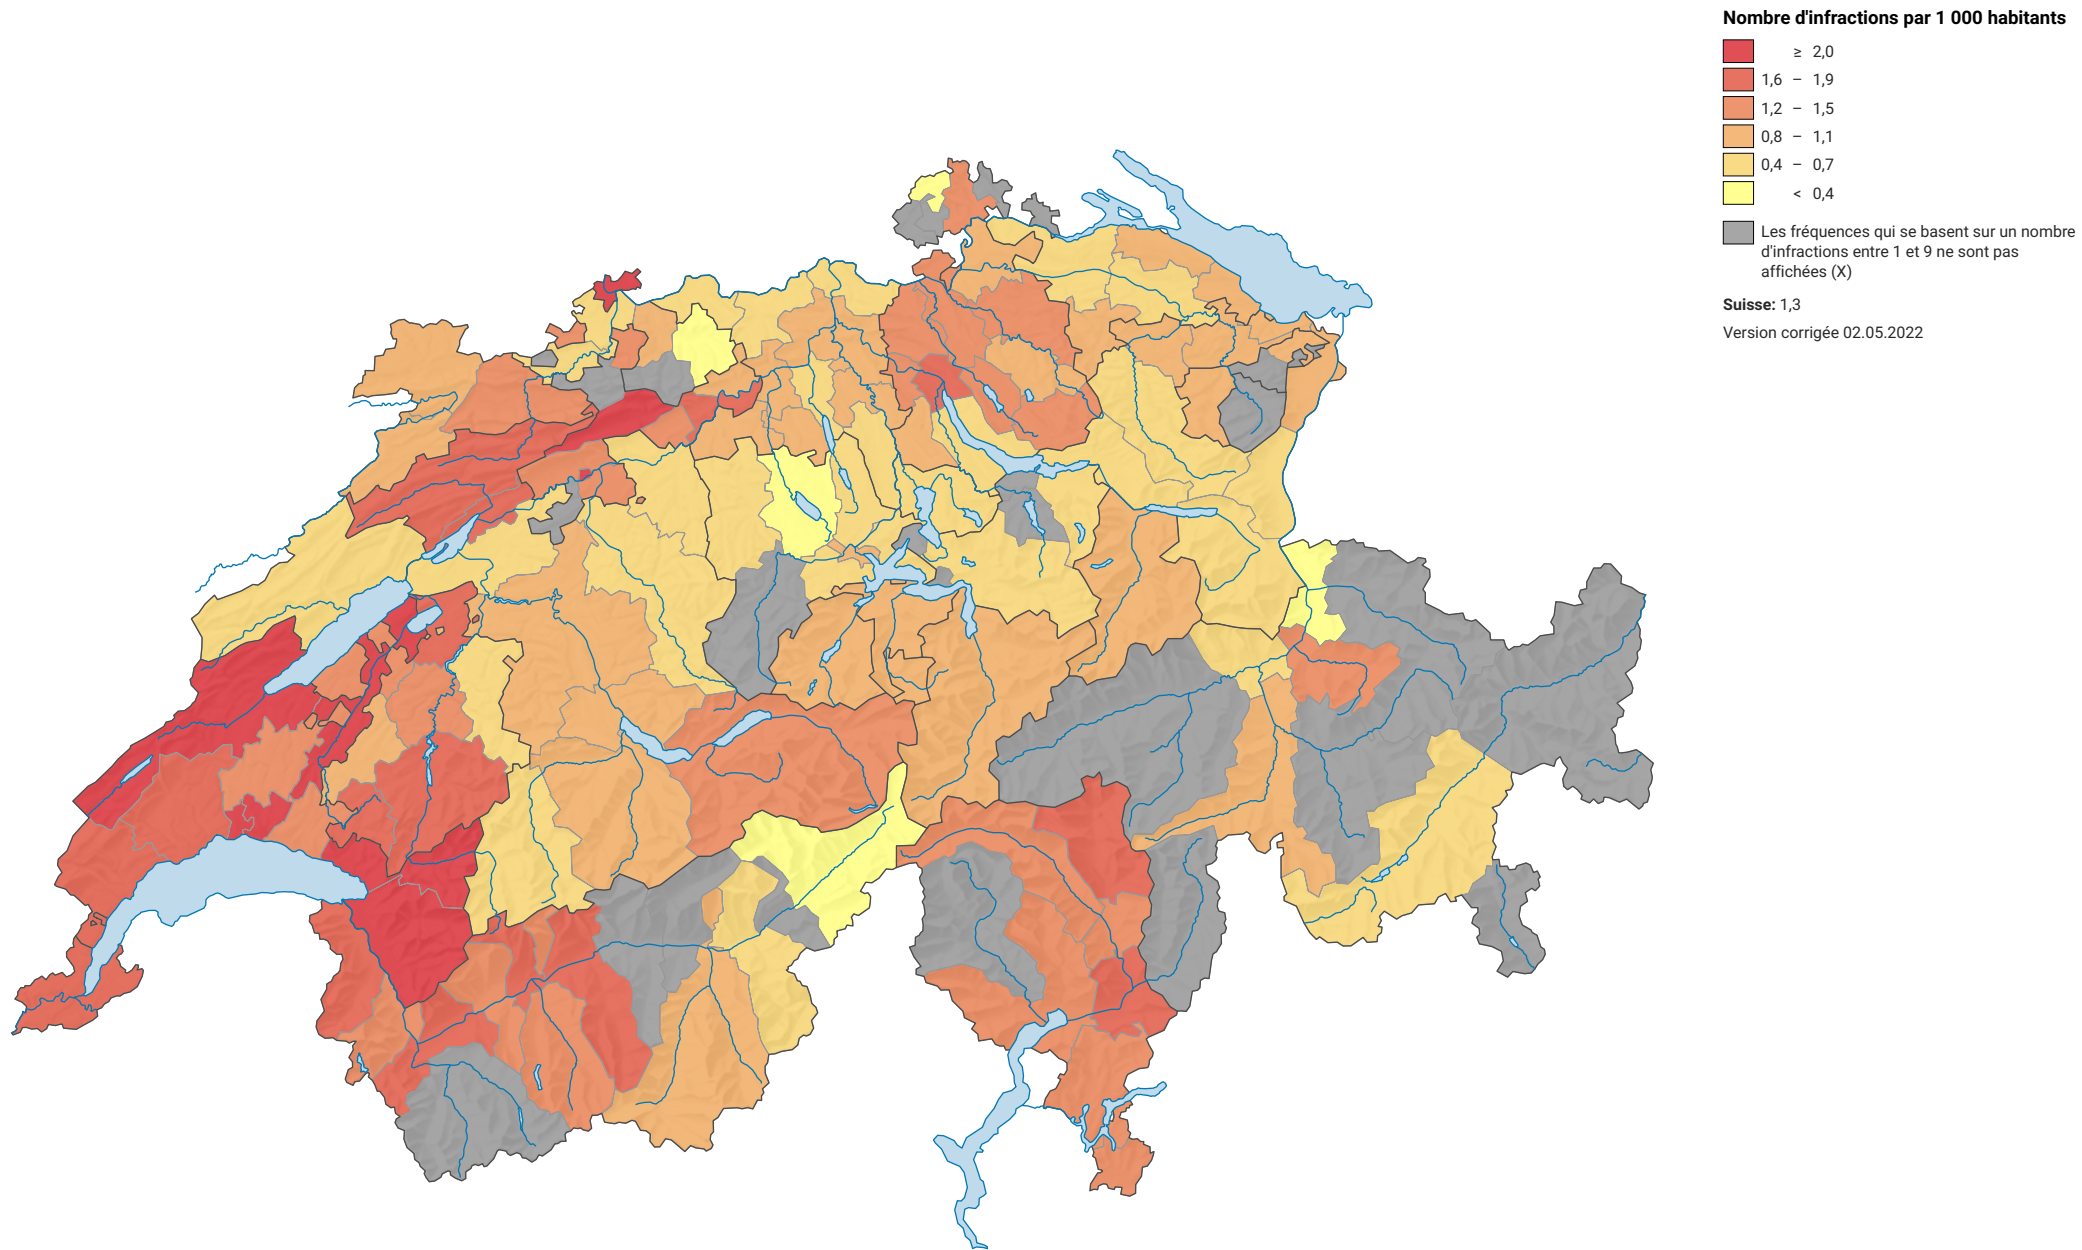 Nombre d'infractions par 1 000 habitants
≥ 2,0
1,6 – 1,9
1,2 – 1,5
0,8 – 1,1
0,4 – 0,7
< 0,4
Les fréquences qui se basent sur un nombre
d'infractions entre 1 et 9 ne sont pas
affichées (X)
Suisse: 1,3
Version corrigée 02.05.2022